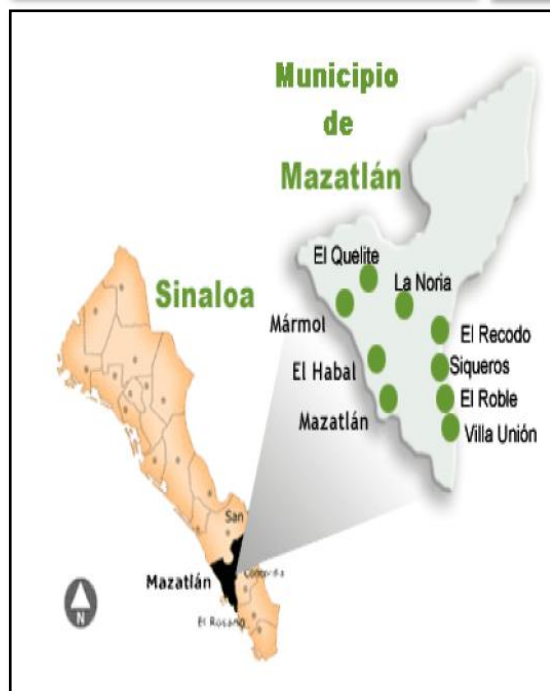 Municipio
de
Mazatlán
El Quelite
La Noria
Sinaloa
Mármol
El Recodo
El Habal
Siqueros
El Roble
Mazatlán
Villa Unión
San
Mazatlán
Concordia
El Rosario
N